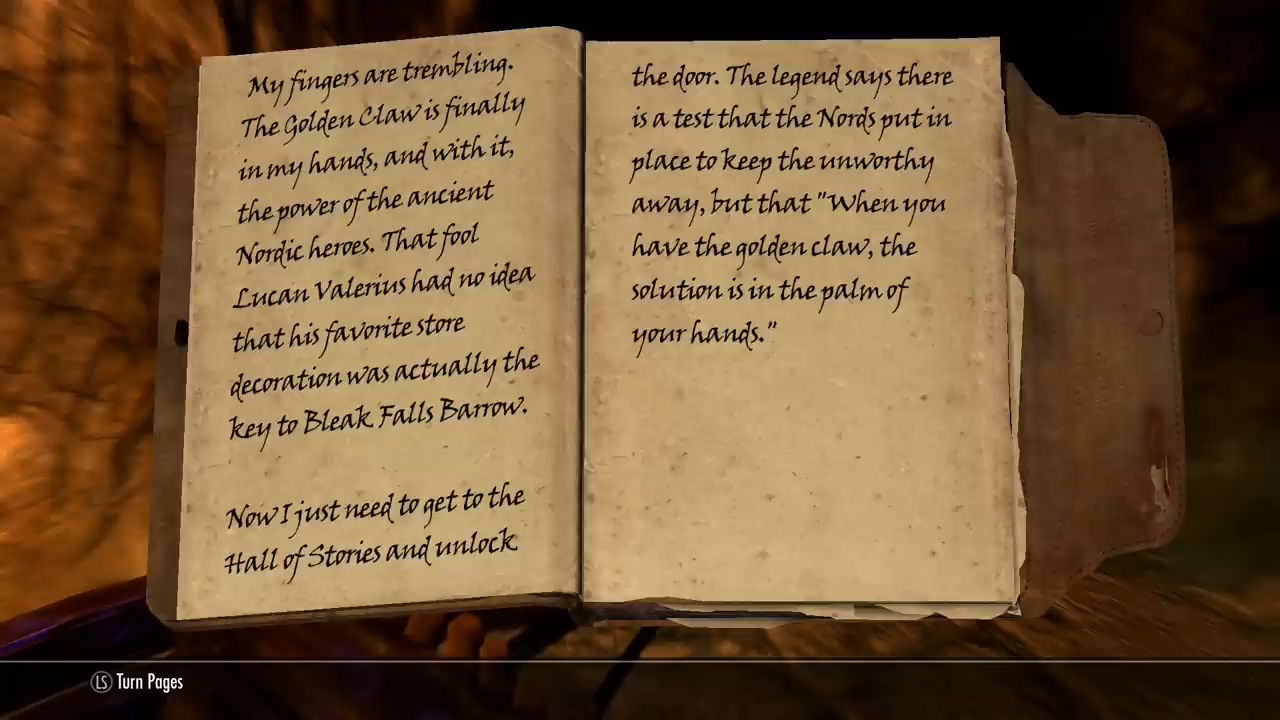 My fingers are trembling.
The Golden Claw is finally
in my hands, and with it,
the power of the ancient
Nordic heroes. That fool
Lucan Valerius had no idea
that his favorite store
decoration was actually the
key to Bleak Falls Barrow.
Now I just need to get to the
Hall of Stories and unlock
the door. The legend says there
is a test that the Nords put in
place to keep the unworthy
away, but that "When you
have the golden claw, the
solution is in the palm of
your hands."
LS Turn Pages